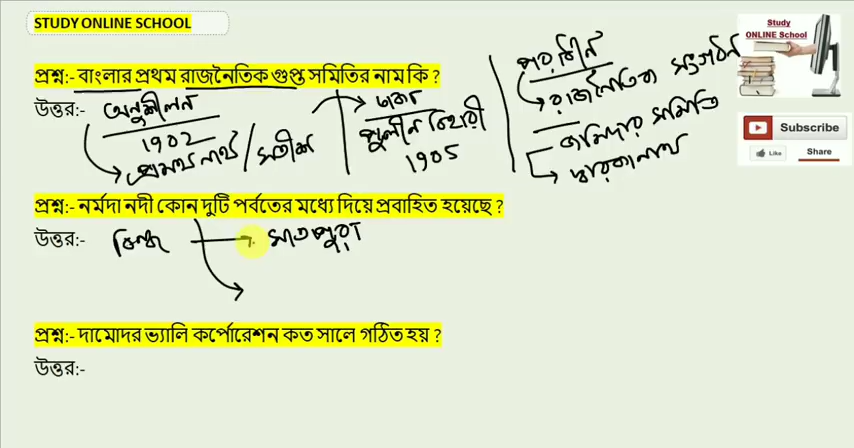 STUDY ONLINE SCHOOL
Study
ONLINE School
প্রশ্ন:- বাংলার প্রথম রাজনৈতিক গুপ্ত সমিতির নাম কি ?
উত্তর:- অনুশীলন
1902
প্রমথ নাথ / সতীশ
ঢাকা
পুলীন বিহারী
1905
পরাধীন
রাজনৈতিক সংগঠন
জমিদার সমিতি
দ্বারকানাথ
Subscribe
Like Share
প্রশ্ন:- নর্মদা নদী কোন দুটি পর্বতের মধ্যে দিয়ে প্রবাহিত হয়েছে ?
উত্তর:- বিন্ধ্য সাতপুরা
প্রশ্ন:- দামোদর ভ্যালি কর্পোরেশন কত সালে গঠিত হয় ?
উত্তর:-